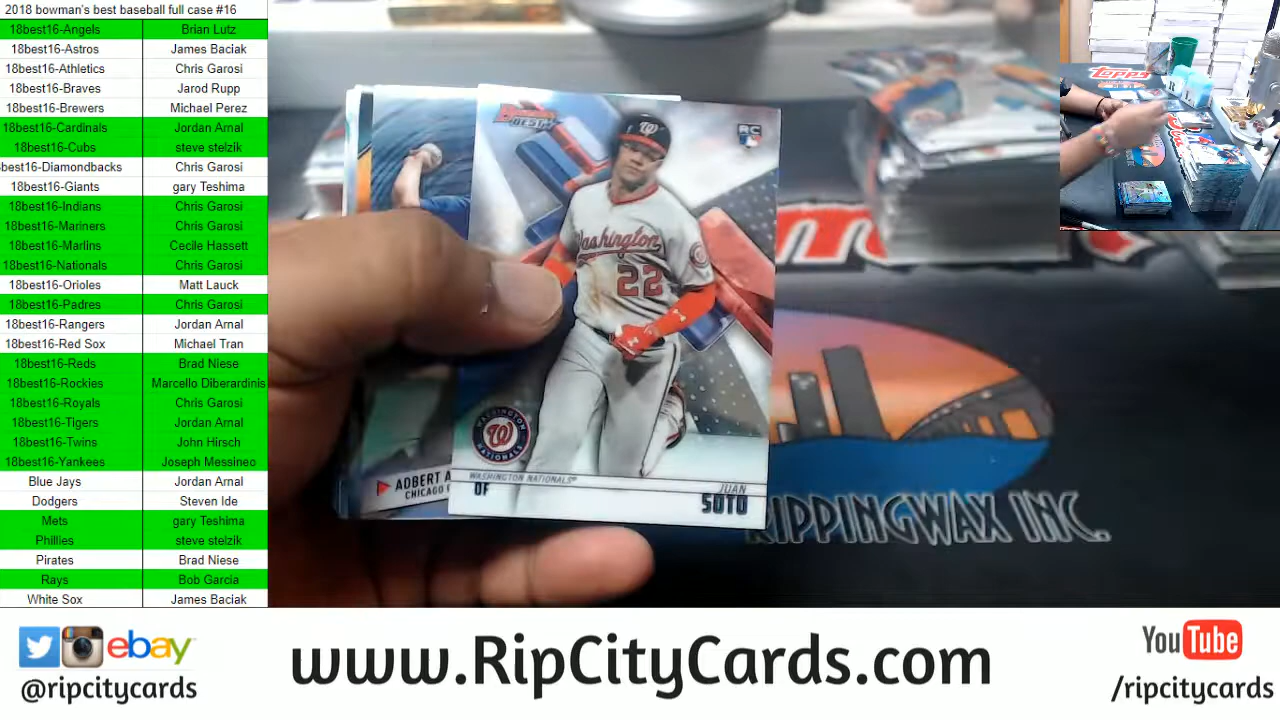 2018 bowman's best baseball full case #16
18best16-Angels Brian Lutz
18best16-Astros James Baciak
18best16-Athletics Chris Garosi
18best16-Braves Jarod Rupp
18best16-Brewers Michael Perez
18best16-Cardinals Jordan Arnal
18best16-Cubs steve stelzik
best16-Diamondbacks Chris Garosi
18best16-Giants gary Teshima
18best16-Indians Chris Garosi
18best16-Mariners Chris Garosi
18best16-Marlins Cecile Hassett
18best16-Nationals Chris Garosi
18best16-Orioles Matt Lauck
18best16-Padres Chris Garosi
18best16-Rangers Jordan Arnal
18best16-Red Sox Michael Tran
18best16-Reds Brad Niese
18best16-Rockies Marcello Diberardinis
18best16-Royals Chris Garosi
18best16-Tigers Jordan Arnal
18best16-Twins John Hirsch
18best16-Yankees Joseph Messineo
Blue Jays Jordan Arnal
Dodgers Steven Ide
Mets gary Teshima
Phillies steve stelzik
Pirates Brad Niese
Rays Bob Garcia
White Sox James Baciak
BEST
RC
W
Washington
22
WASHINGTON NATIONALS
W
WASHINGTON NATIONALS®
OF
JUAN
SOTO
ADBERT A
CHICAGO
RIPPINGWAX INC.
topps
ebay
@ripcitycards
www.RipCityCards.com
YouTube
/ripcitycards